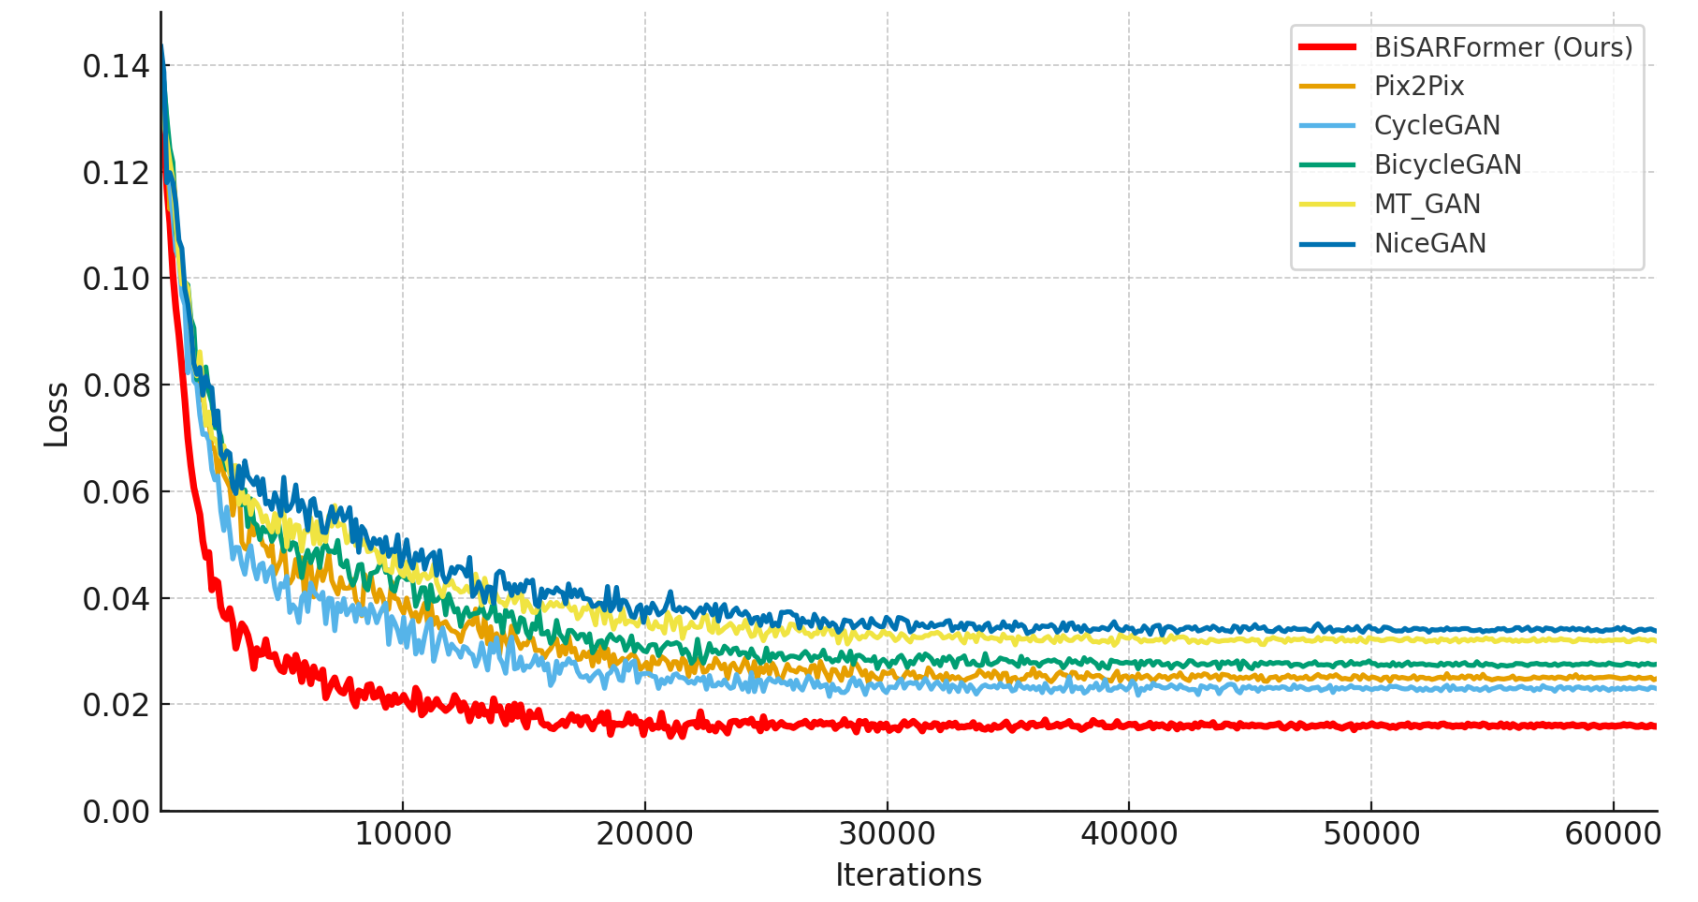 0.14
0.12
0.10
0.08
0.06
0.04
0.02
0.00
Loss
10000
20000
30000
40000
50000
60000
Iterations
BiSARFormer (Ours)
Pix2Pix
CycleGAN
BicycleGAN
MT_GAN
NiceGAN